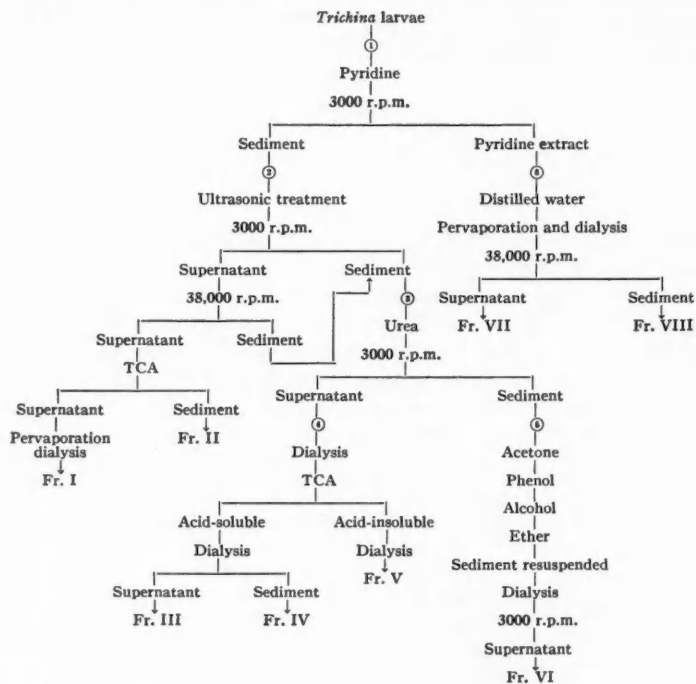 Trichina larvae
①
Pyridine
3000 r.p.m.
Sediment Pyridine extract
② ⑥
Ultrasonic treatment Distilled water
3000 r.p.m. Pervaporation and dialysis
38,000 r.p.m.
Supernatant Sediment
38,000 r.p.m. ③ Supernatant Sediment
Urea Fr. VII Fr. VIII
Supernatant Sediment
TCA 3000 r.p.m.
Supernatant Sediment Supernatant Sediment
④ ⑤
Pervaporation Fr. II Dialysis Acetone
dialysis TCA Phenol
Fr. I Alcohol
Acid-soluble Acid-insoluble Ether
Dialysis Dialysis Sediment resuspended
Fr. V Dialysis
Supernatant Sediment 3000 r.p.m.
Fr. III Fr. IV Supernatant
Fr. VI